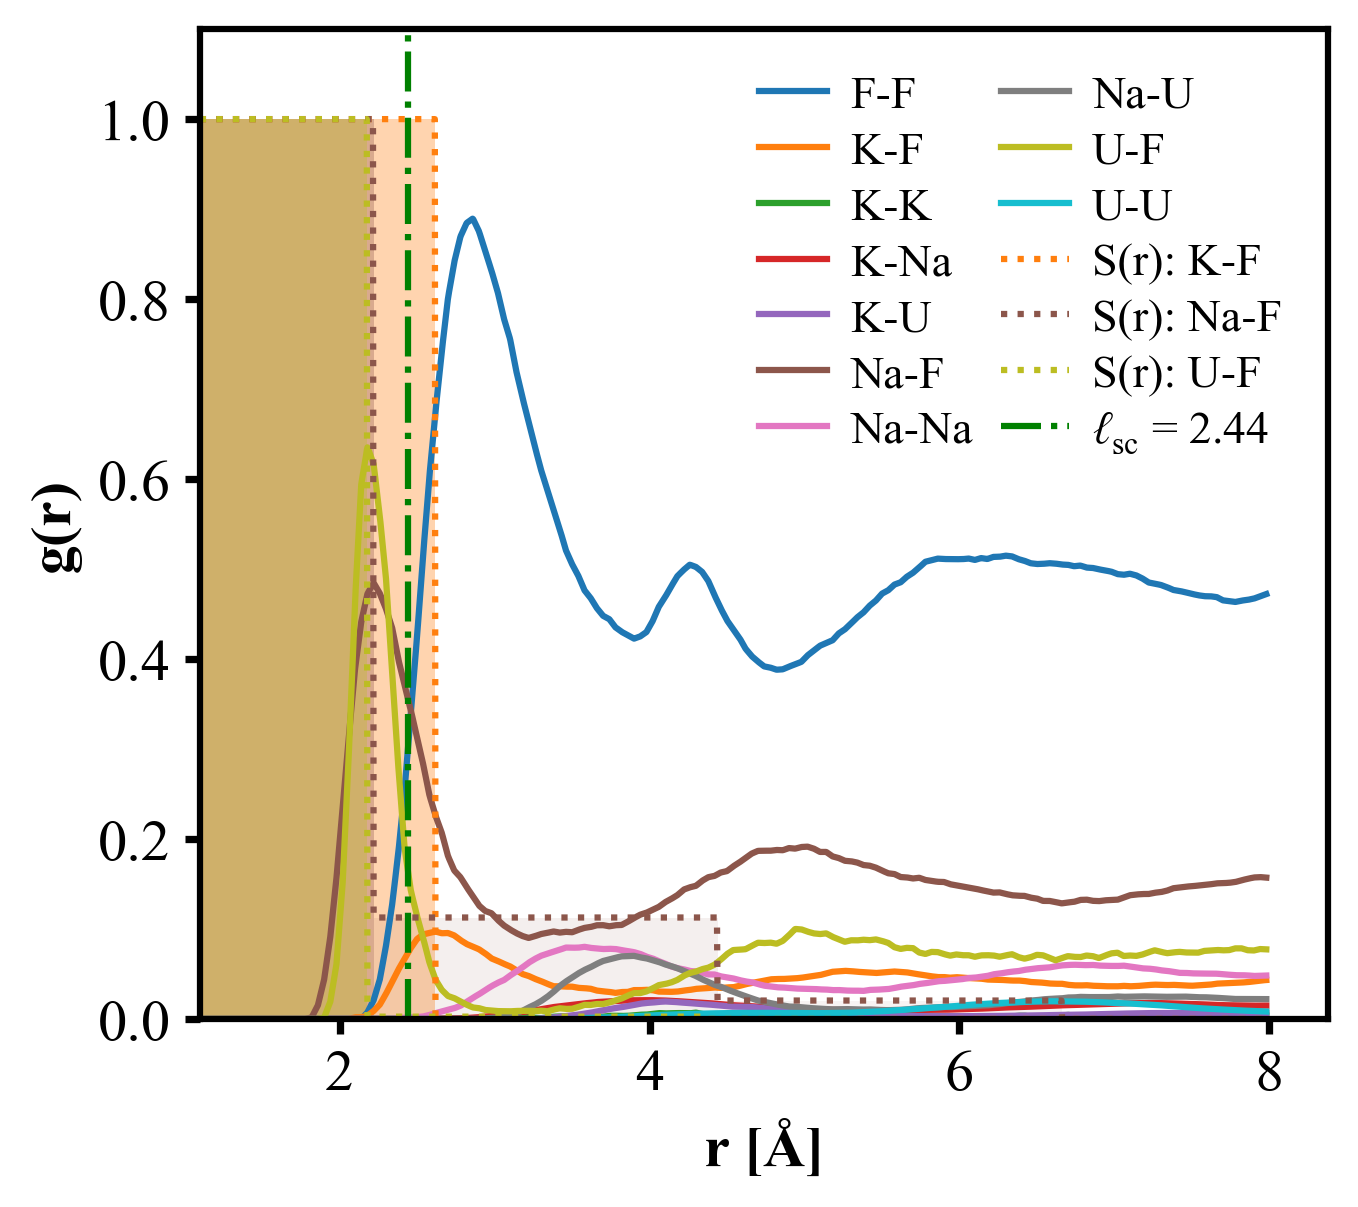 1.0
0.8
0.6
0.4
0.2
0.0
g(r)
2 4 6 8
r [Å]
F-F
K-F
K-K
K-Na
K-U
Na-F
Na-Na
Na-U
U-F
U-U
S(r): K-F
S(r): Na-F
S(r): U-F
ℓsc = 2.44